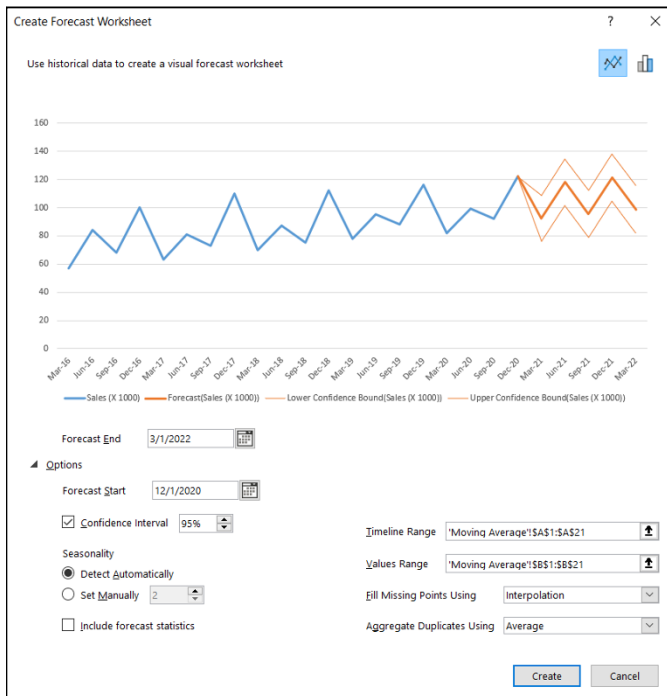 Create Forecast Worksheet ? ×
Use historical data to create a visual forecast worksheet
160
140
120
100
80
60
40
20
0
Mar-16 Jun-16 Sep-16 Dec-16 Mar-17 Jun-17 Sep-17 Dec-17 Mar-18 Jun-18 Sep-18 Dec-18 Mar-19 Jun-19 Sep-19 Dec-19 Mar-20 Jun-20 Sep-20 Dec-20 Mar-21 Jun-21 Sep-21 Dec-21 Mar-22
Sales (X 1000) Forecast(Sales (X 1000)) Lower Confidence Bound(Sales (X 1000)) Upper Confidence Bound(Sales (X 1000))
Forecast End 3/1/2022
Options
Forecast Start 12/1/2020
Confidence Interval 95%
Seasonality
Detect Automatically
Set Manually 2
Include forecast statistics
Timeline Range 'Moving Average'!$A$1:$A$21
Values Range 'Moving Average'!$B$1:$B$21
Fill Missing Points Using Interpolation
Aggregate Duplicates Using Average
Create Cancel